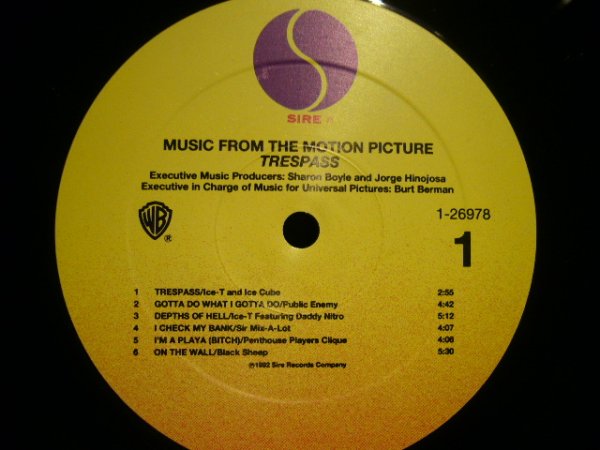 SIRE
MUSIC FROM THE MOTION PICTURE
TRESPASS
Executive Music Producers: Sharon Boyle and Jorge Hinojosa
Executive in Charge of Music for Universal Pictures: Burt Berman
WB
®
1-26978
1
1 TRESPASS/Ice-T and Ice Cube 2:55
2 GOTTA DO WHAT I GOTTA DO/Public Enemy 4:42
3 DEPTHS OF HELL/Ice-T Featuring Daddy Nitro 5:12
4 I CHECK MY BANK/Sir Mix-A-Lot 4:07
5 I'M A PLAYA (BITCH)/Penthouse Players Clique 4:06
6 ON THE WALL/Black Sheep 5:30
℗1992 Sire Records Company